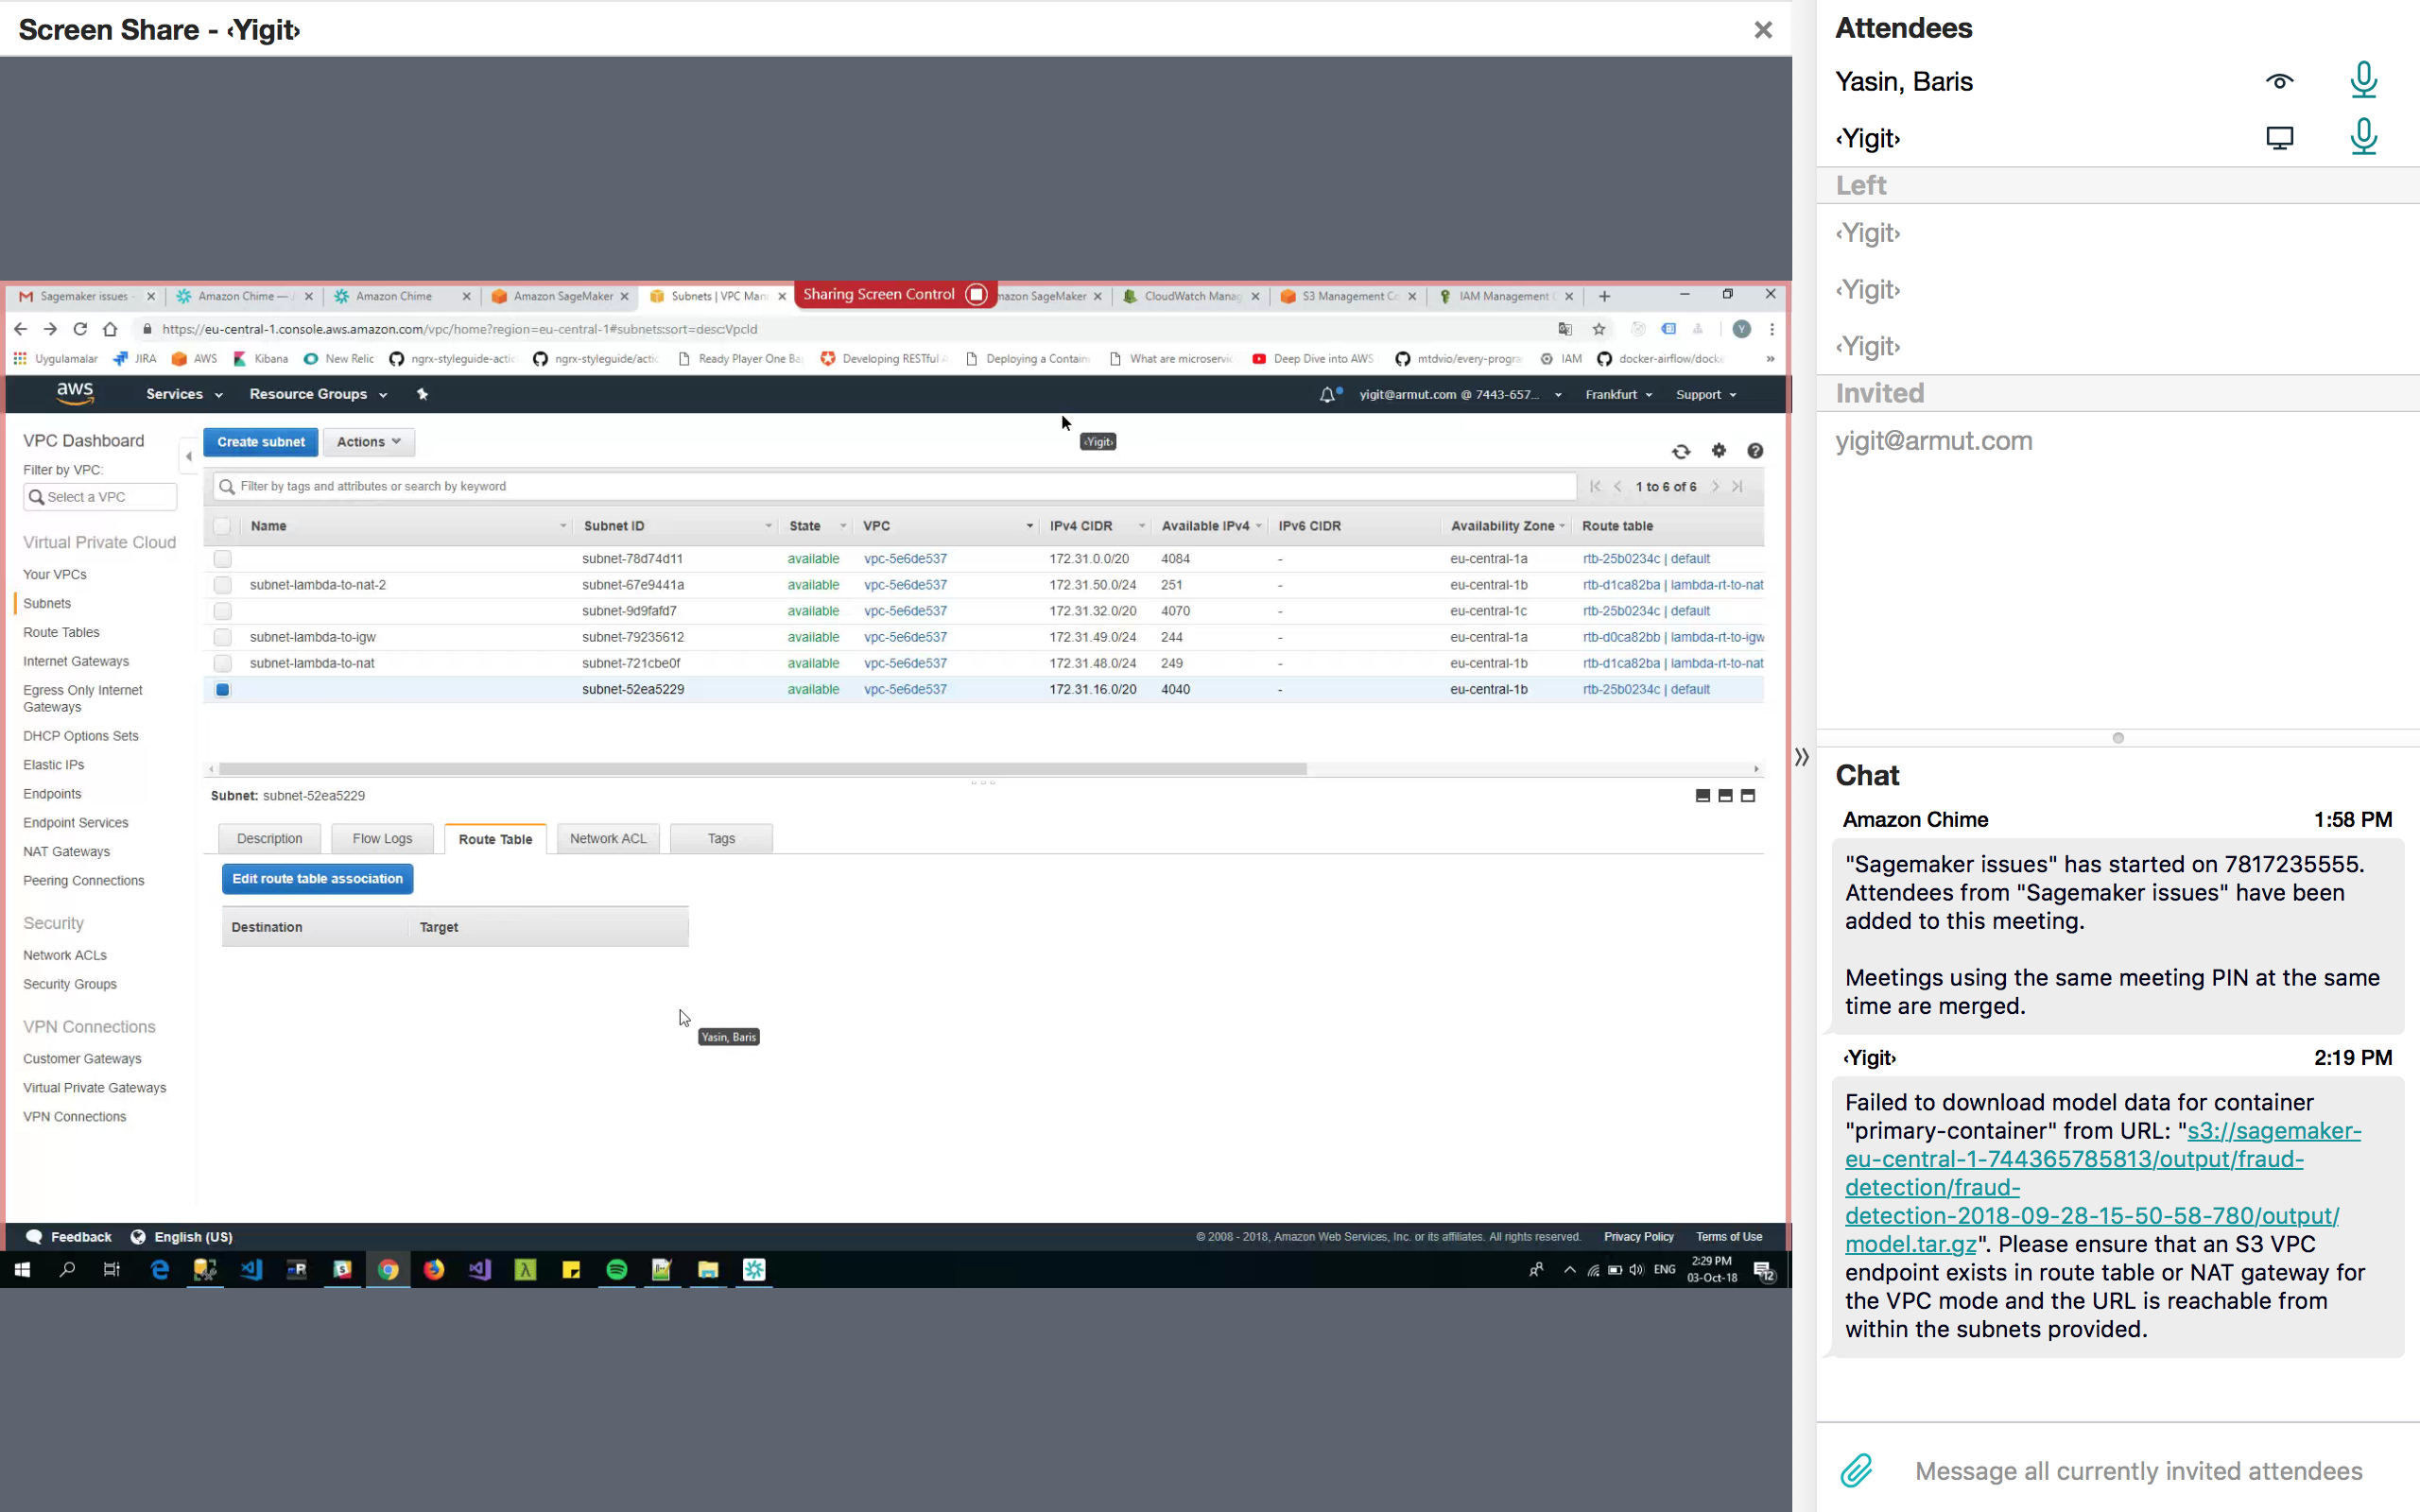 Screen Share - ‹Yigit›
Sagemaker issues -
Amazon Chime —
Amazon Chime
Amazon SageMaker
Subnets | VPC Man
Sharing Screen Control
mazon SageMaker
CloudWatch Manag
S3 Management Co
IAM Management C
https://eu-central-1.console.aws.amazon.com/vpc/home?region=eu-central-1#subnets:sort=desc:VpcId
Uygulamalar
JIRA
AWS
Kibana
New Relic
ngrx-styleguide-actic
ngrx-styleguide/actic
Ready Player One Ba
Developing RESTful
Deploying a Contain
What are microservic
Deep Dive into AWS
mtdvio/every-progra
IAM
docker-airflow/docke
aws
Services
Resource Groups
yigit@armut.com @ 7443-657...
Frankfurt
Support
‹Yigit›
VPC Dashboard
Filter by VPC:
Select a VPC
Virtual Private Cloud
Your VPCs
Subnets
Route Tables
Internet Gateways
Egress Only Internet
Gateways
DHCP Options Sets
Elastic IPs
Endpoints
Endpoint Services
NAT Gateways
Peering Connections
Security
Network ACLs
Security Groups
VPN Connections
Customer Gateways
Virtual Private Gateways
VPN Connections
Create subnet
Actions
Filter by tags and attributes or search by keyword
1 to 6 of 6
Name Subnet ID State VPC IPv4 CIDR Available IPv4 IPv6 CIDR Availability Zone Route table
subnet-78d74d11 available vpc-5e6de537 172.31.0.0/20 4084 - eu-central-1a rtb-25b0234c | default
subnet-lambda-to-nat-2 subnet-67e9441a available vpc-5e6de537 172.31.50.0/24 251 - eu-central-1b rtb-d1ca82ba | lambda-rt-to-nat
subnet-9d9fafd7 available vpc-5e6de537 172.31.32.0/20 4070 - eu-central-1c rtb-25b0234c | default
subnet-lambda-to-igw subnet-79235612 available vpc-5e6de537 172.31.49.0/24 244 - eu-central-1a rtb-d0ca82bb | lambda-rt-to-igw
subnet-lambda-to-nat subnet-721cbe0f available vpc-5e6de537 172.31.48.0/24 249 - eu-central-1b rtb-d1ca82ba | lambda-rt-to-nat
subnet-52ea5229 available vpc-5e6de537 172.31.16.0/20 4040 - eu-central-1b rtb-25b0234c | default
Subnet: subnet-52ea5229
Description
Flow Logs
Route Table
Network ACL
Tags
Edit route table association
Destination Target
Yasin, Baris
Feedback
English (US)
© 2008 - 2018, Amazon Web Services, Inc. or its affiliates. All rights reserved.
Privacy Policy
Terms of Use
ENG
2:29 PM
03-Oct-18
12
Attendees
Yasin, Baris
‹Yigit›
Left
‹Yigit›
‹Yigit›
‹Yigit›
Invited
yigit@armut.com
Chat
Amazon Chime 1:58 PM
"Sagemaker issues" has started on 7817235555.
Attendees from "Sagemaker issues" have been
added to this meeting.
Meetings using the same meeting PIN at the same
time are merged.
‹Yigit› 2:19 PM
Failed to download model data for container
"primary-container" from URL: "s3://sagemaker-
eu-central-1-744365785813/output/fraud-
detection/fraud-
detection-2018-09-28-15-50-58-780/output/
model.tar.gz". Please ensure that an S3 VPC
endpoint exists in route table or NAT gateway for
the VPC mode and the URL is reachable from
within the subnets provided.
Message all currently invited attendees